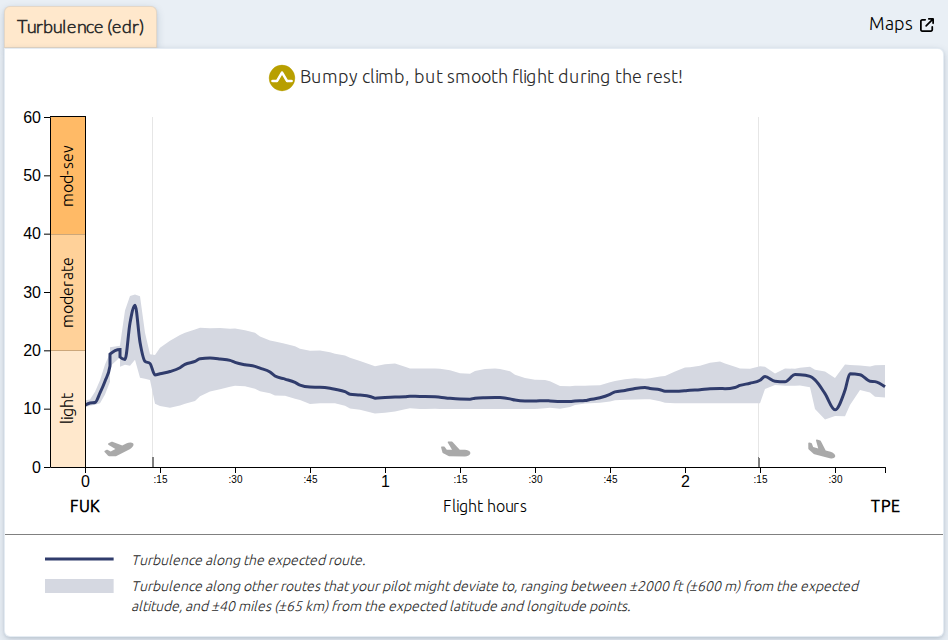 Turbulence (edr)
Maps
Bumpy climb, but smooth flight during the rest!
60
50
40
30
20
10
0
mod-sev
moderate
light
0 :15 :30 :45 1 :15 :30 :45 2 :15 :30
FUK Flight hours TPE
Turbulence along the expected route.
Turbulence along other routes that your pilot might deviate to, ranging between ±2000 ft (±600 m) from the expected
altitude, and ±40 miles (±65 km) from the expected latitude and longitude points.